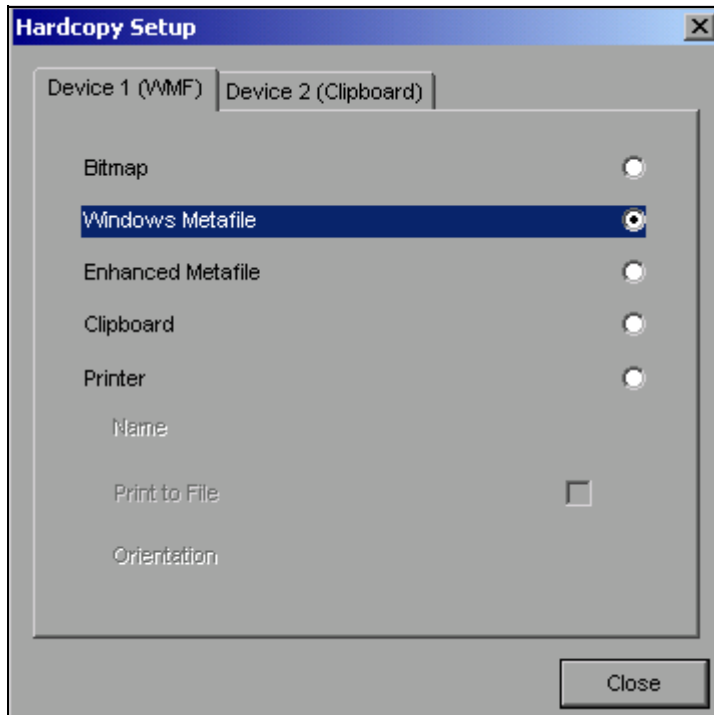 Hardcopy Setup
Device 1 (WMF)
Device 2 (Clipboard)
Bitmap
Windows Metafile
Enhanced Metafile
Clipboard
Printer
Name
Print to File
Orientation
Close